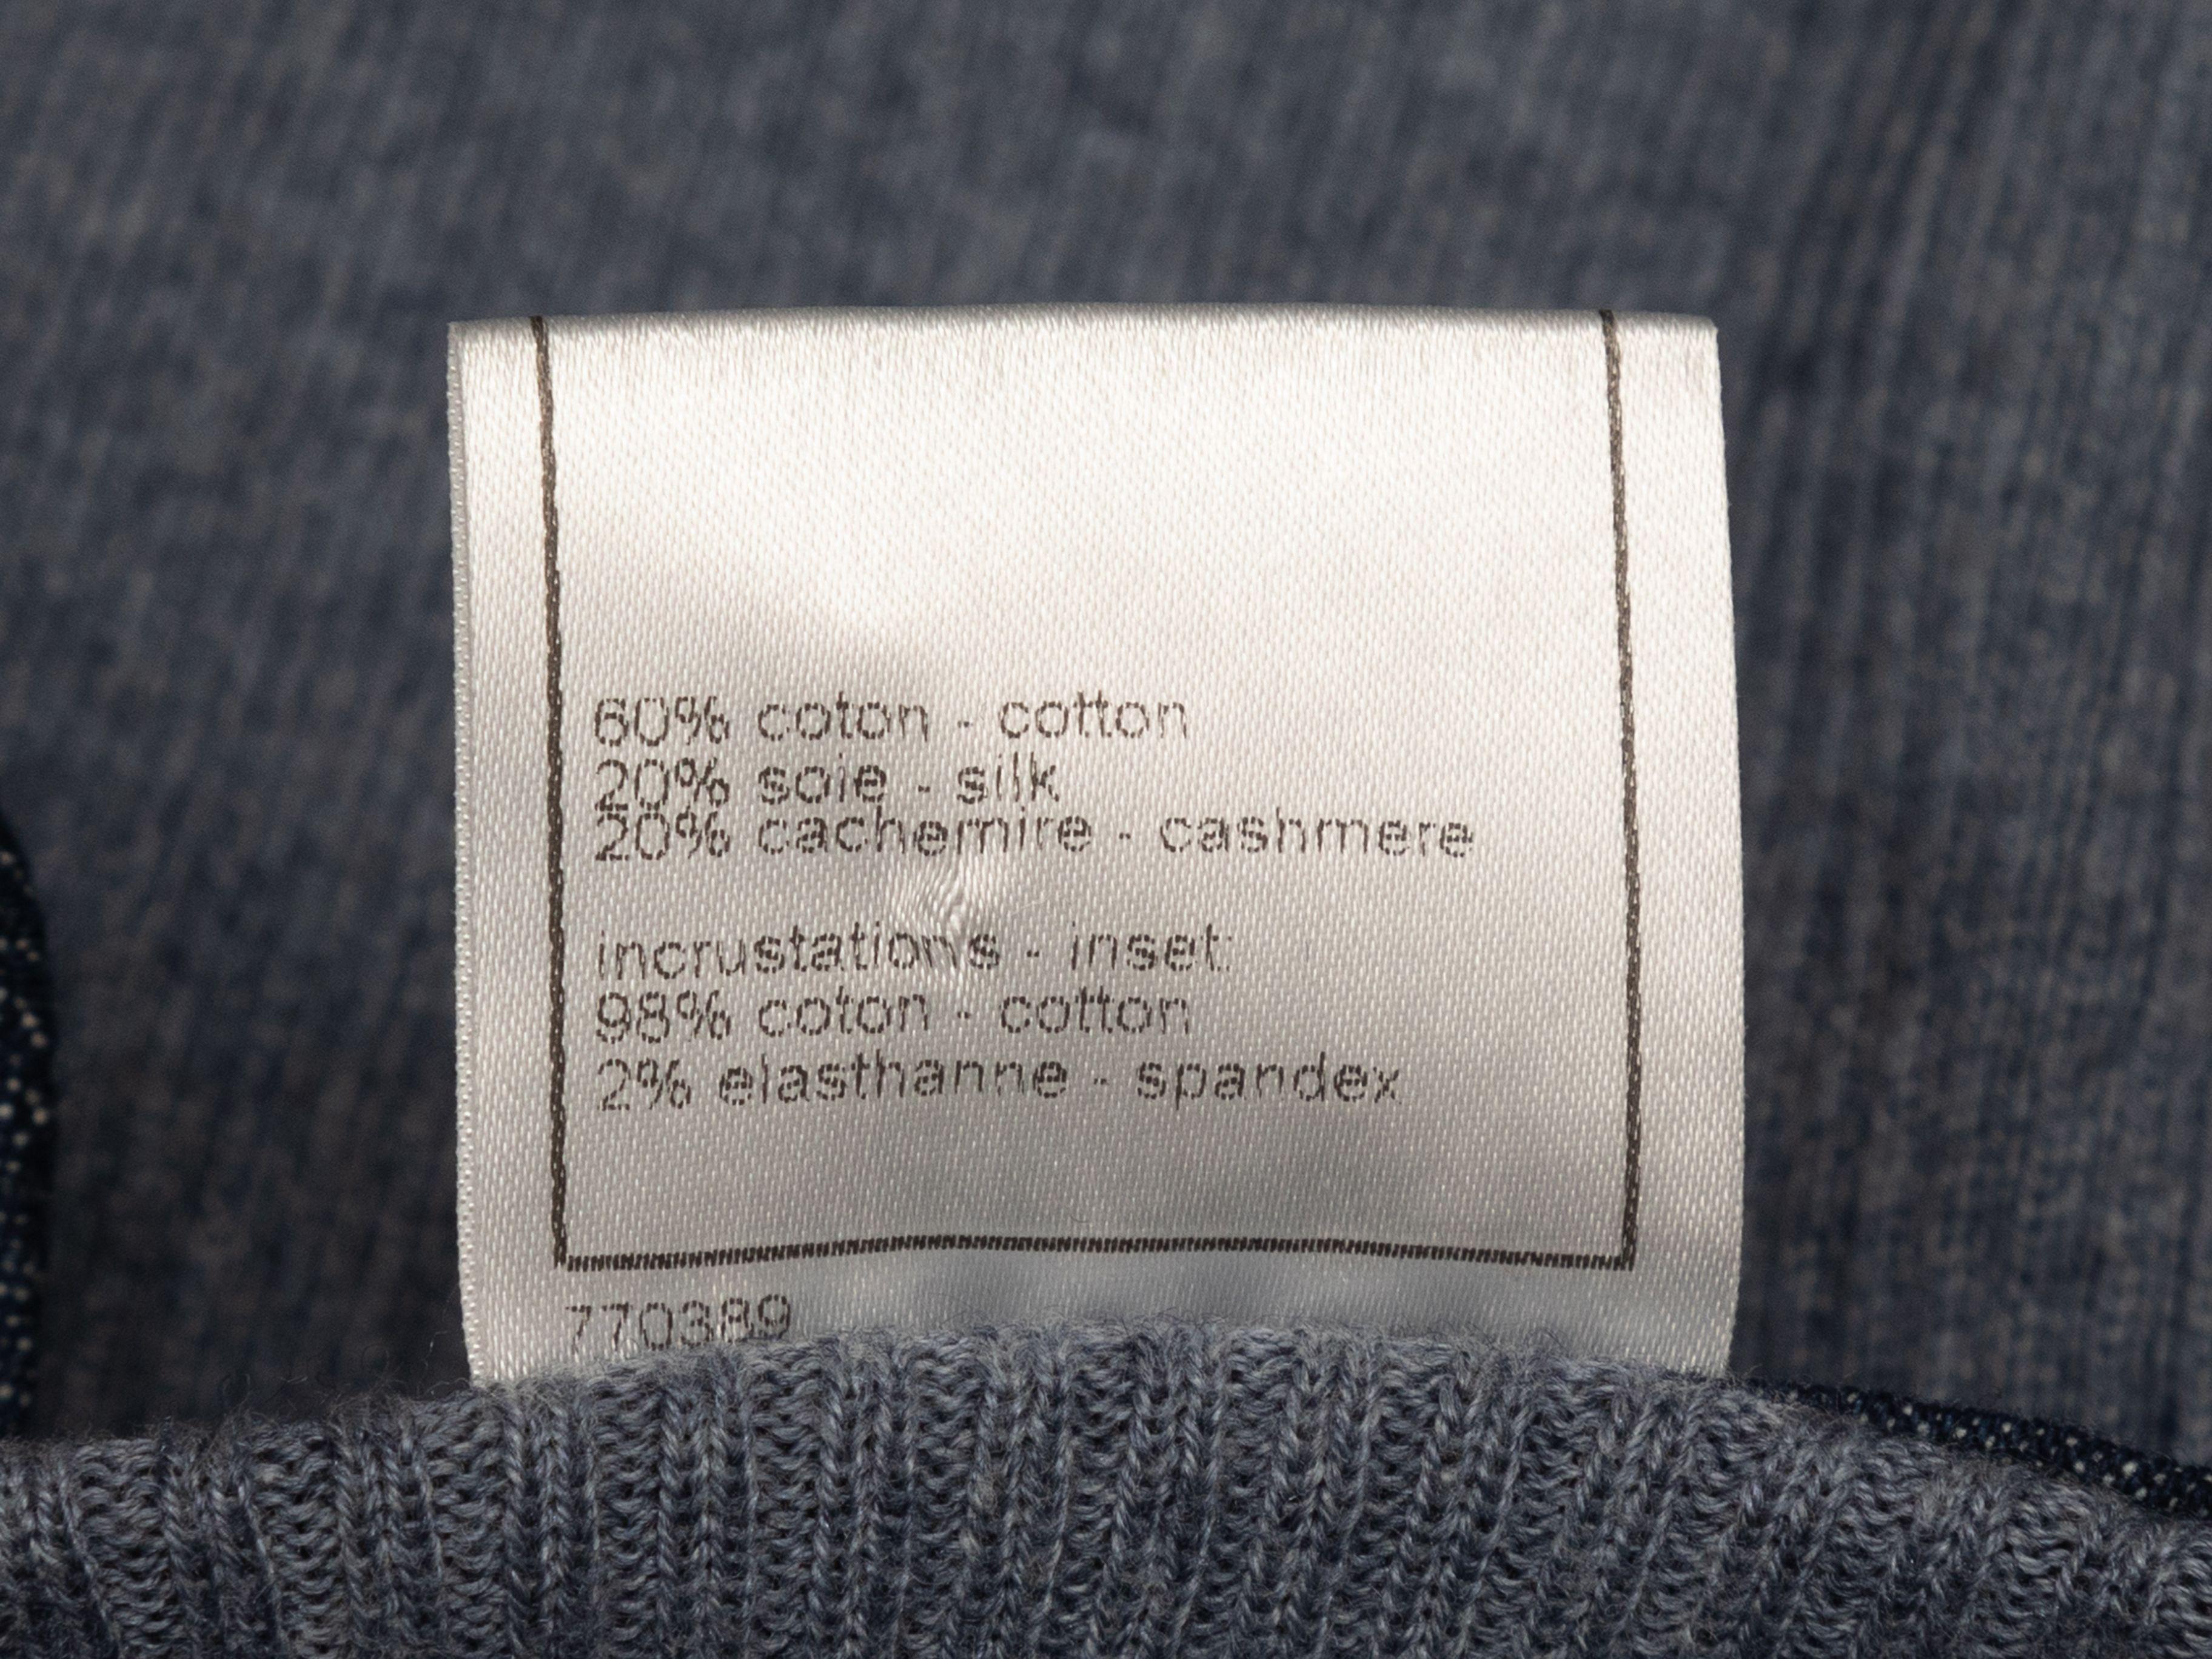 60% coton - cotton
20% soie - silk
20% cachemire - cashmere
incrustations - inset:
98% coton - cotton
2% elasthanne - spandex
770389